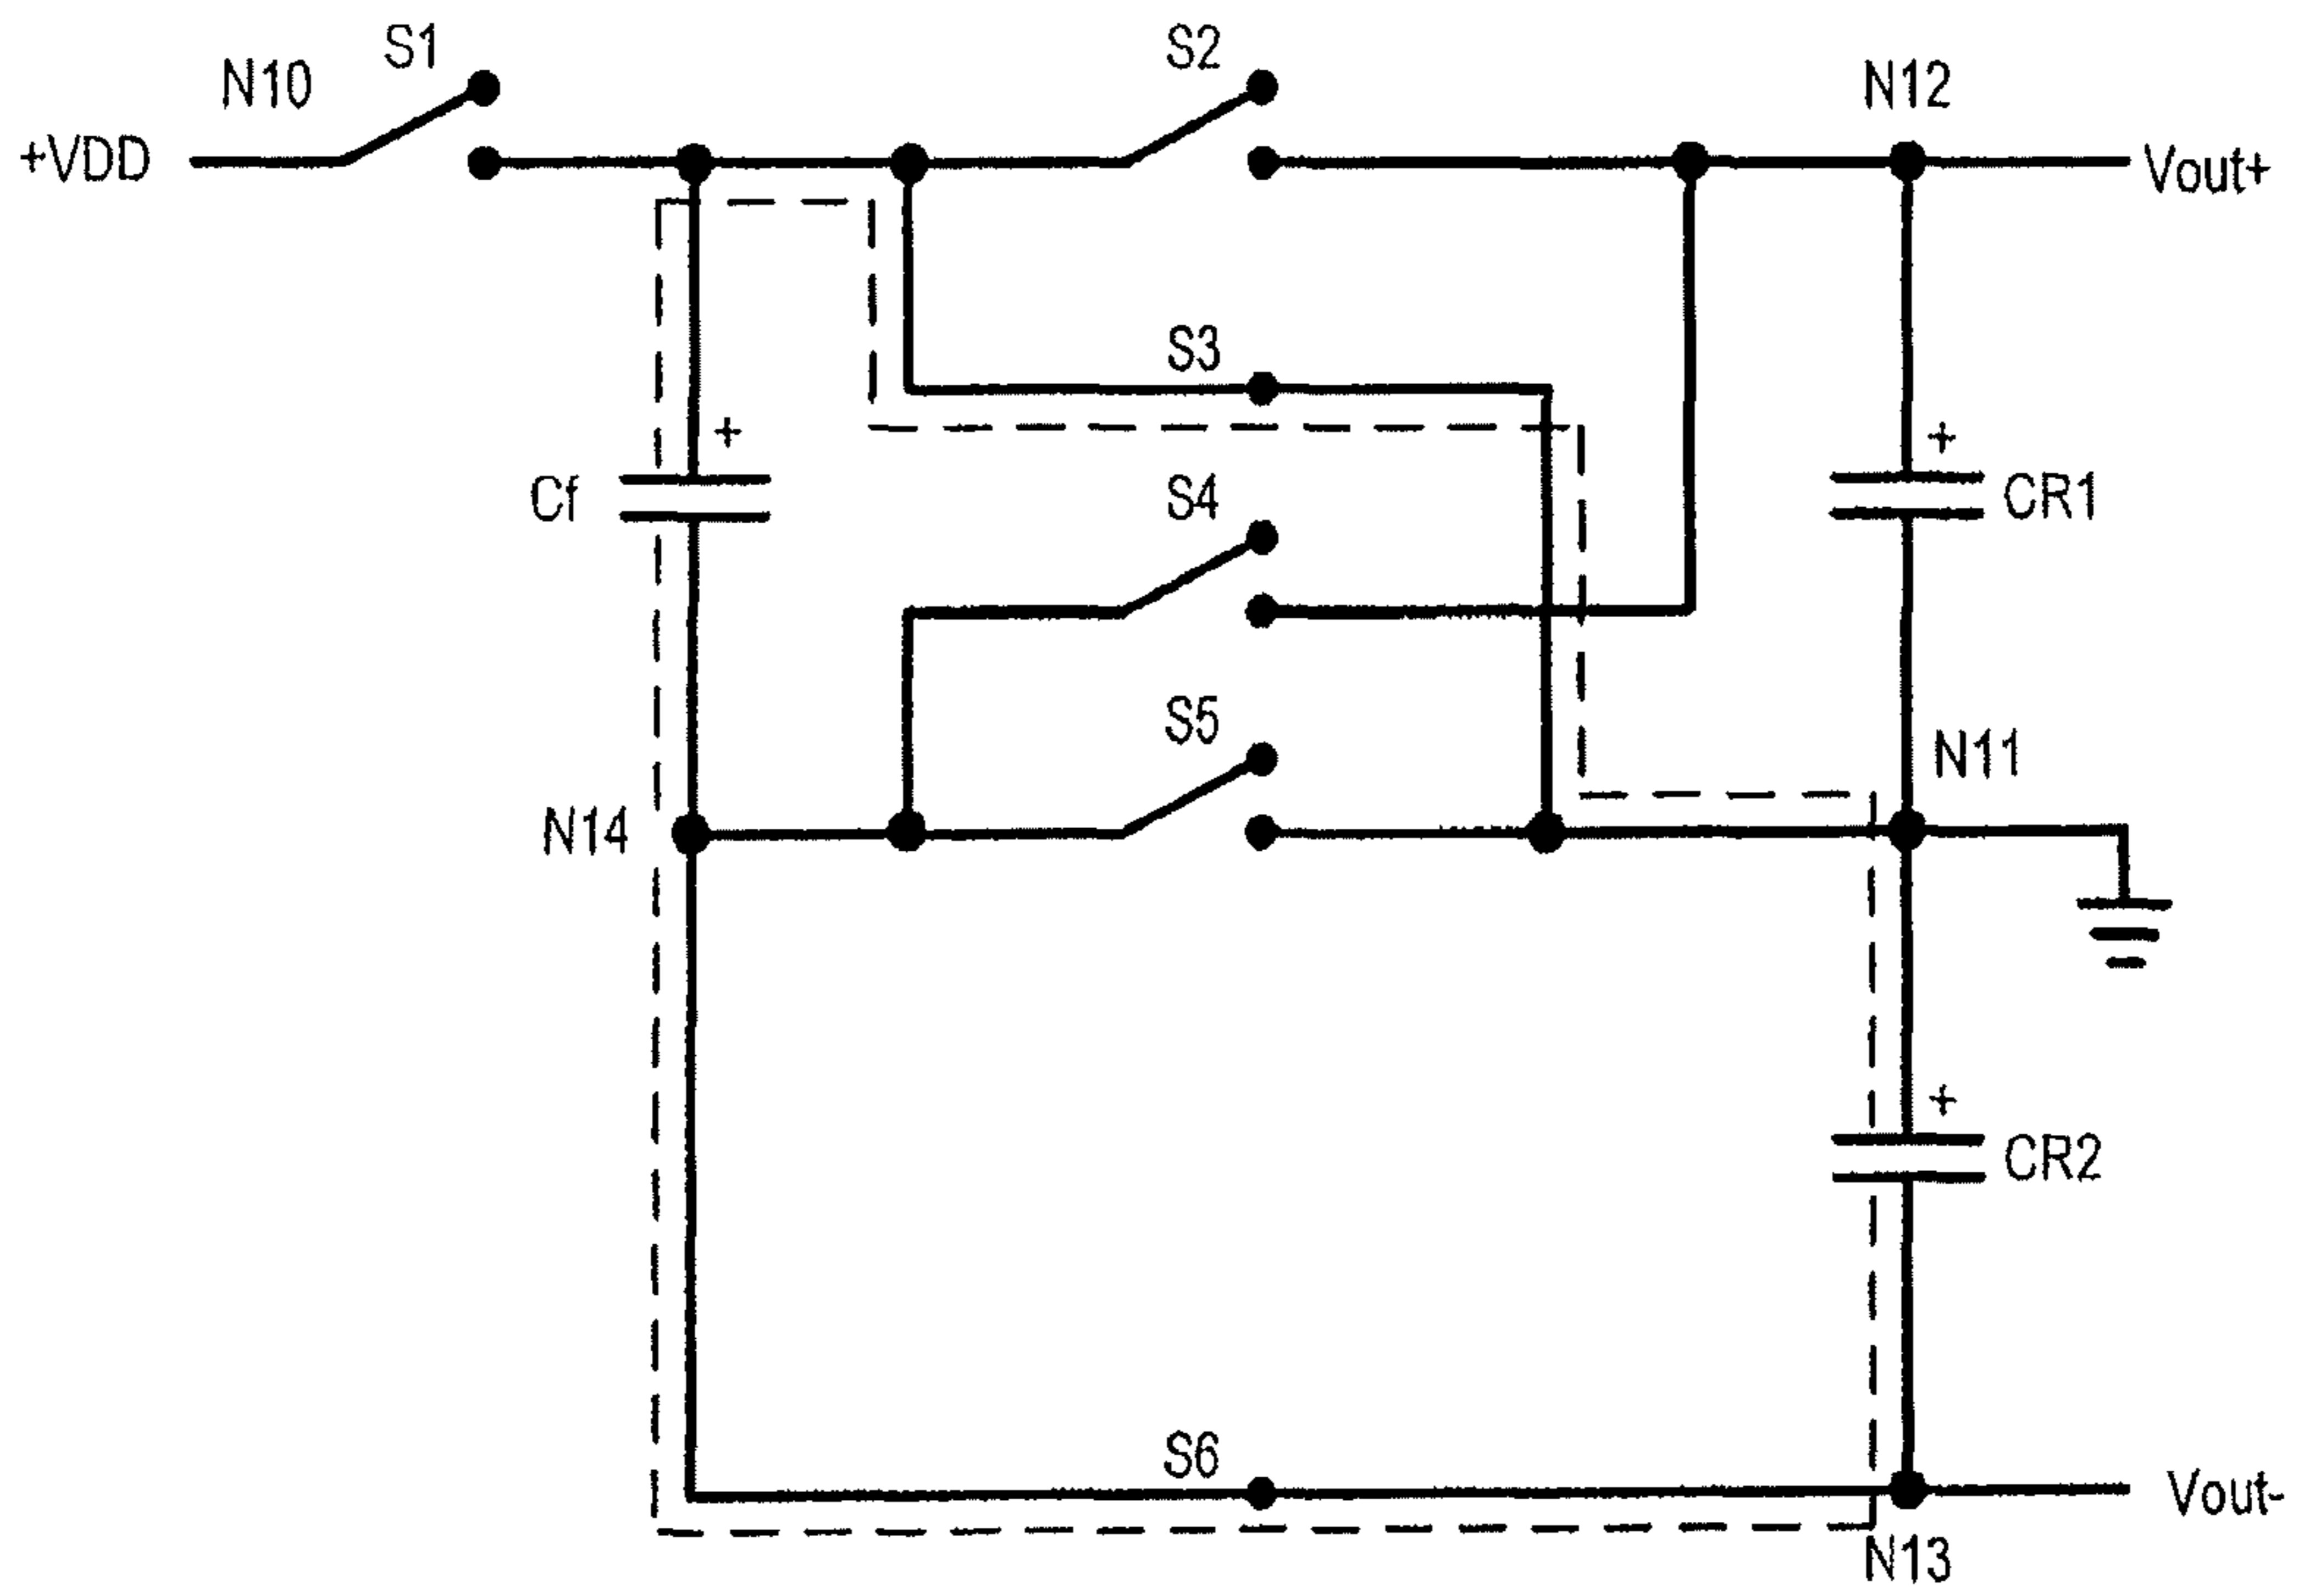 S1
S2
N10
N12
+VDD
Vout+
S3
+
+
Cf
S4
CR1
S5
N11
N14
+
CR2
S6
Vout-
N13